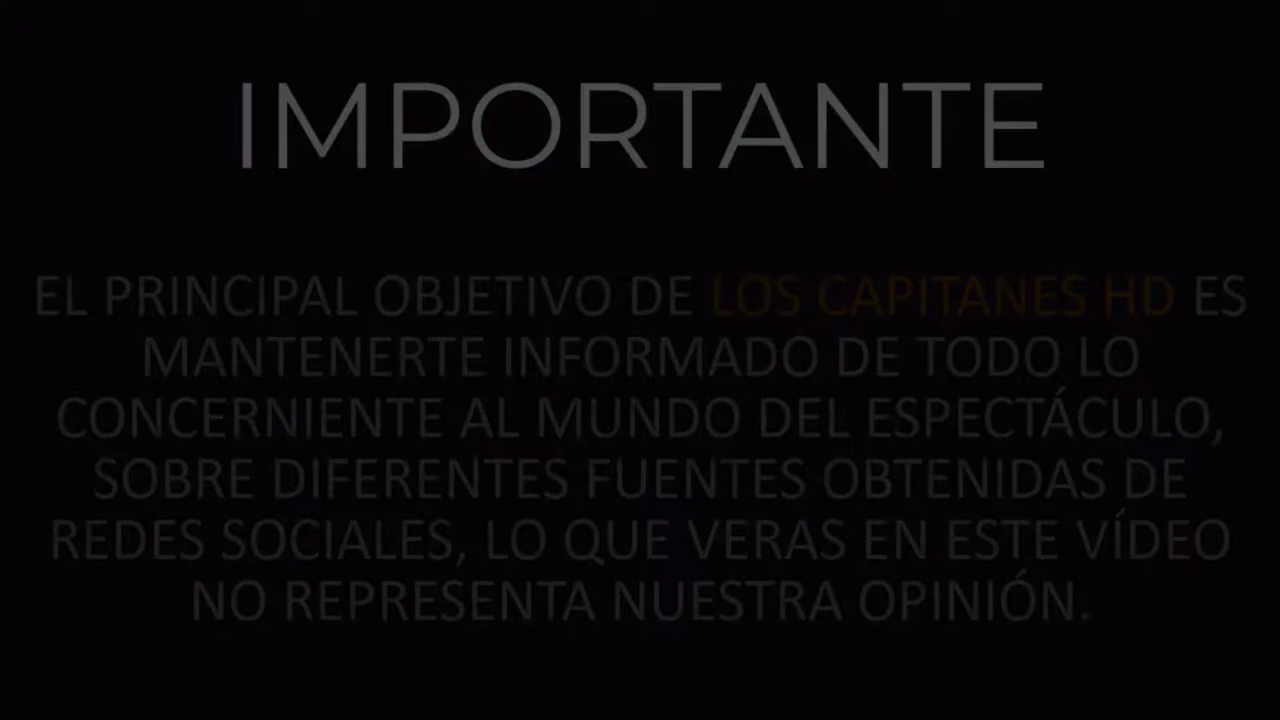 IMPORTANTE
EL PRINCIPAL OBJETIVO DE LOS CAPITANES HD ES
MANTENERTE INFORMADO DE TODO LO
CONCERNIENTE AL MUNDO DEL ESPECTÁCULO,
SOBRE DIFERENTES FUENTES OBTENIDAS DE
REDES SOCIALES, LO QUE VERAS EN ESTE VÍDEO
NO REPRESENTA NUESTRA OPINIÓN.